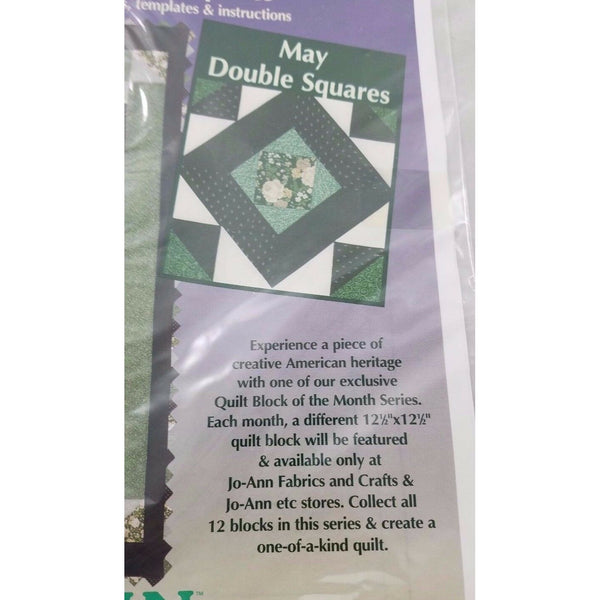 templates & instructions
May
Double Squares
Experience a piece of
creative American heritage
with one of our exclusive
Quilt Block of the Month Series.
Each month, a different 12½"x12½"
quilt block will be featured
& available only at
Jo-Ann Fabrics and Crafts &
Jo-Ann etc stores. Collect all
12 blocks in this series & create a
one-of-a-kind quilt.
™